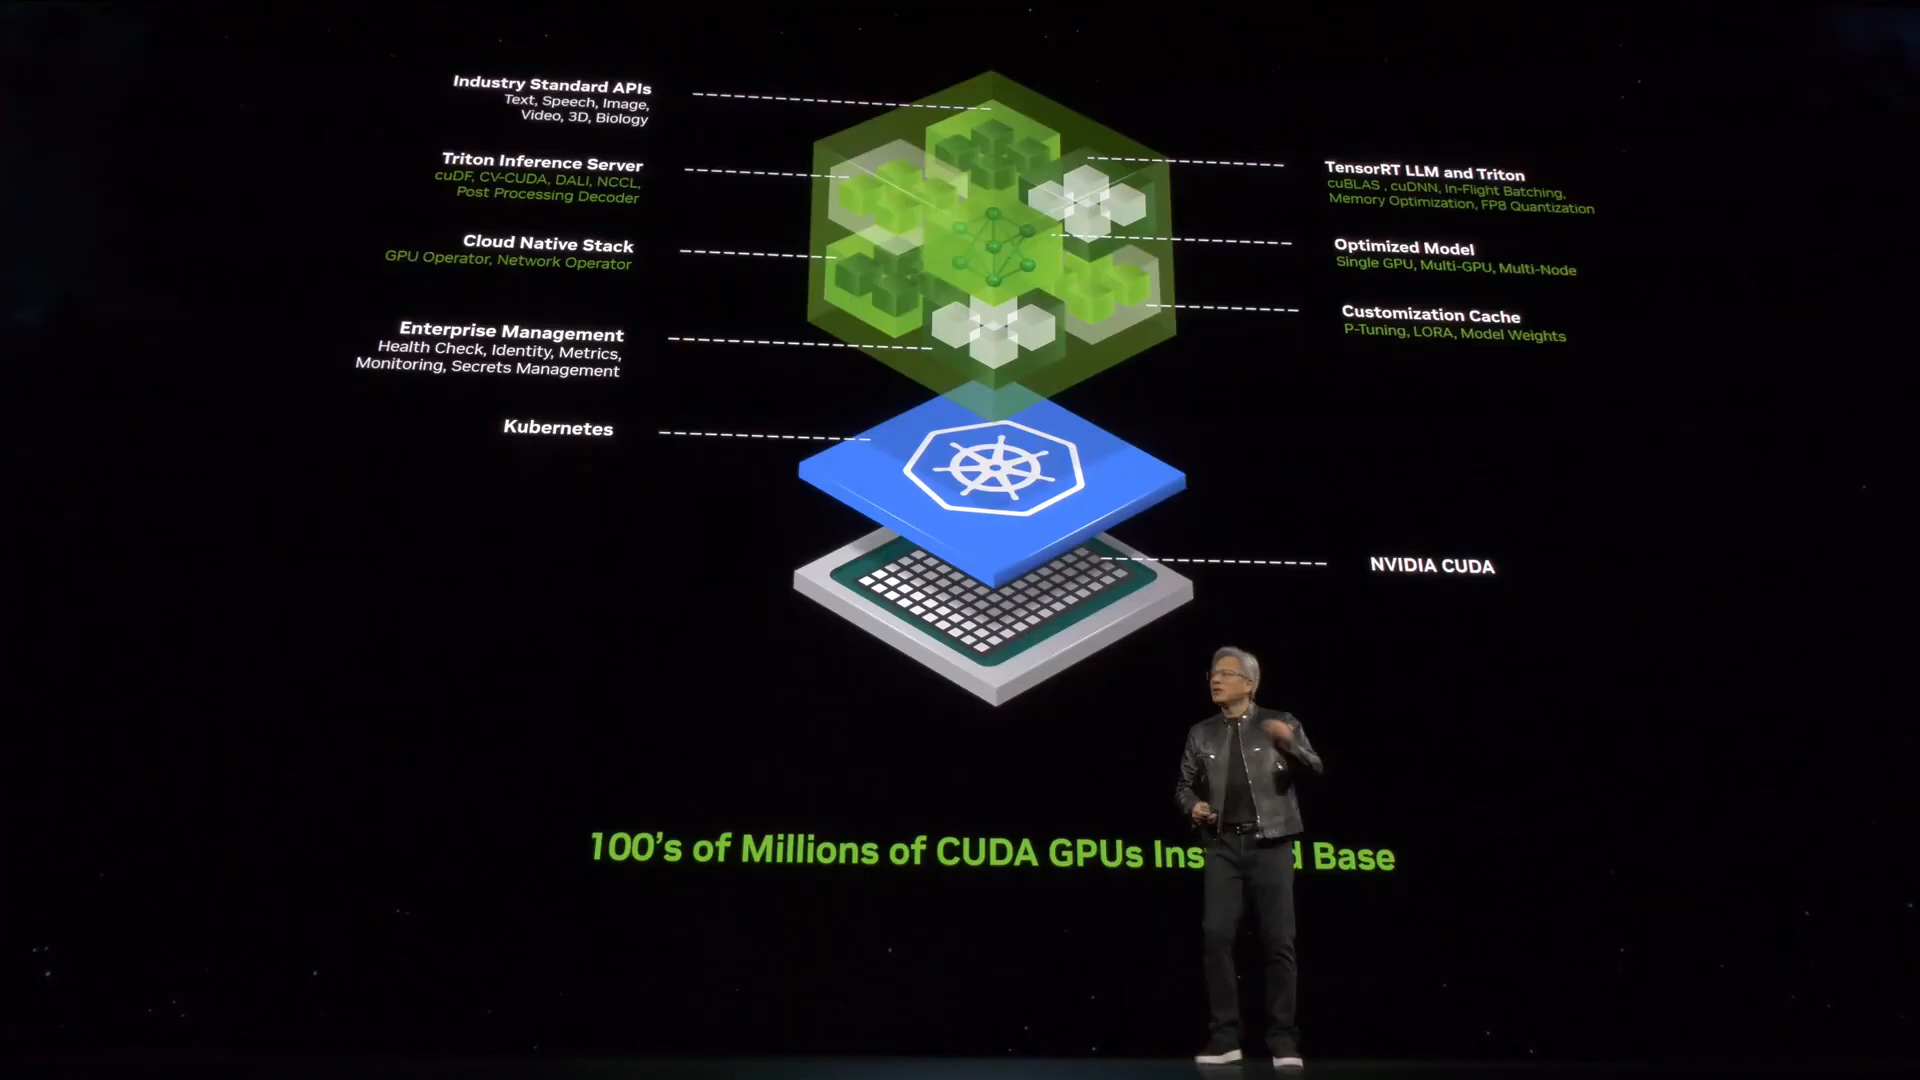 Industry Standard APIs
Text, Speech, Image,
Video, 3D, Biology
Triton Inference Server
cuDF, CV-CUDA, DALI, NCCL,
Post Processing Decoder
Cloud Native Stack
GPU Operator, Network Operator
Enterprise Management
Health Check, Identity, Metrics,
Monitoring, Secrets Management
Kubernetes
TensorRT LLM and Triton
cuBLAS , cuDNN, In-Flight Batching,
Memory Optimization, FP8 Quantization
Optimized Model
Single GPU, Multi-GPU, Multi-Node
Customization Cache
P-Tuning, LORA, Model Weights
NVIDIA CUDA
100's of Millions of CUDA GPUs Base